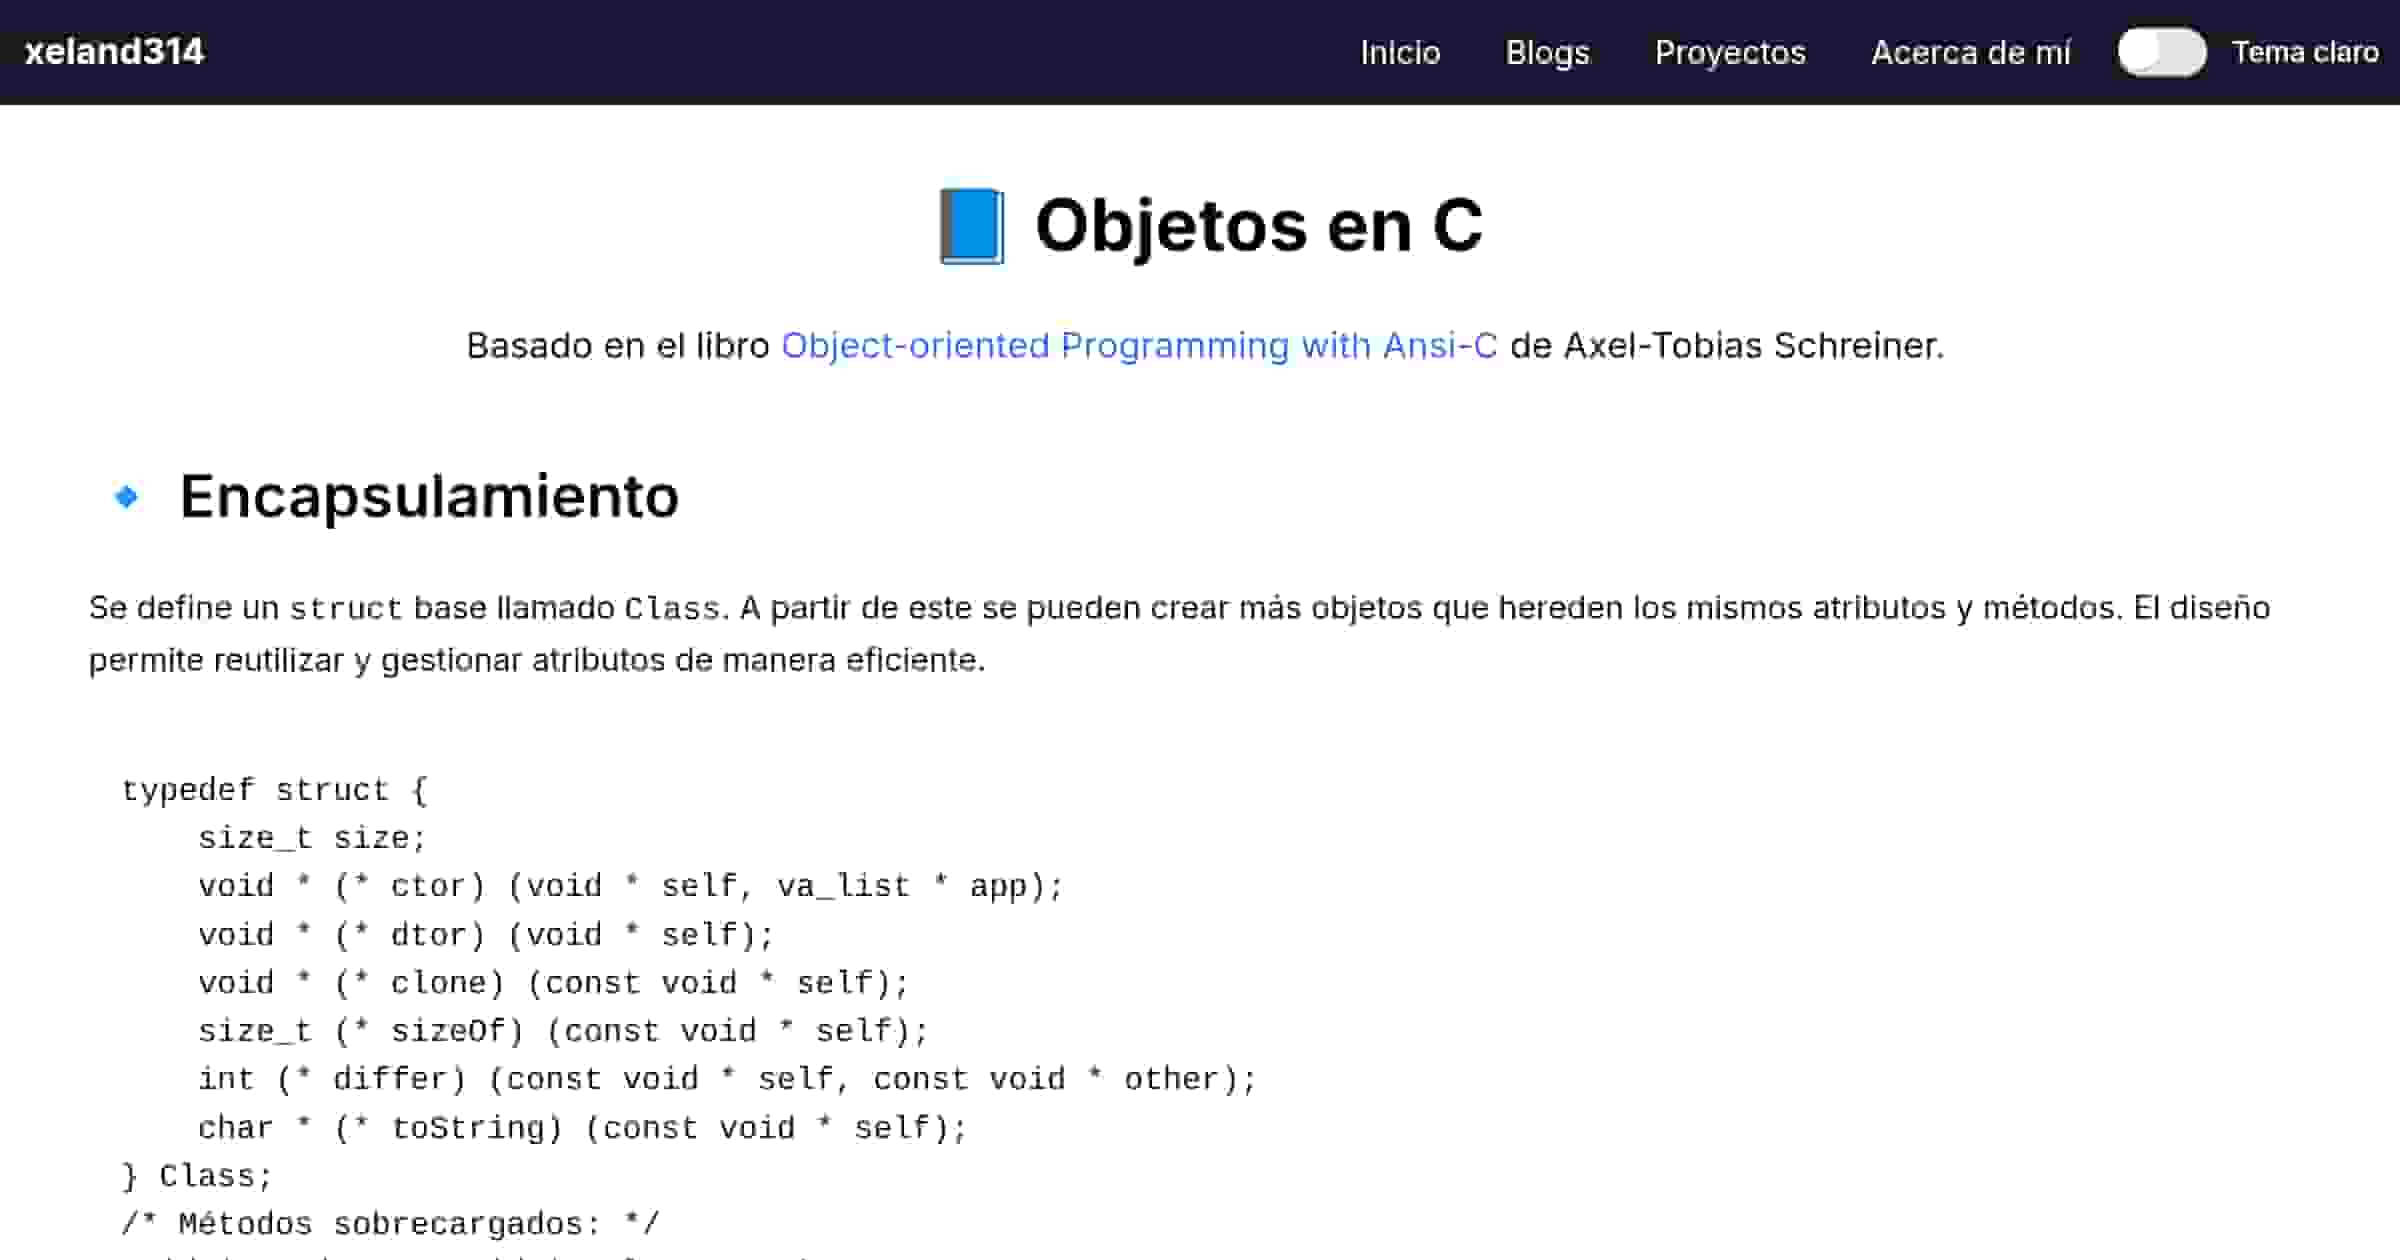 xeland314
Inicio Blogs Proyectos Acerca de mí Tema claro
Objetos en C
Basado en el libro Object-oriented Programming with Ansi-C de Axel-Tobias Schreiner.
Encapsulamiento
Se define un struct base llamado Class. A partir de este se pueden crear más objetos que hereden los mismos atributos y métodos. El diseño
permite reutilizar y gestionar atributos de manera eficiente.
typedef struct {
    size_t size;
    void * (* ctor) (void * self, va_list * app);
    void * (* dtor) (void * self);
    void * (* clone) (const void * self);
    size_t (* sizeOf) (const void * self);
    int (* differ) (const void * self, const void * other);
    char * (* toString) (const void * self);
} Class;
/* Métodos sobrecargados: */